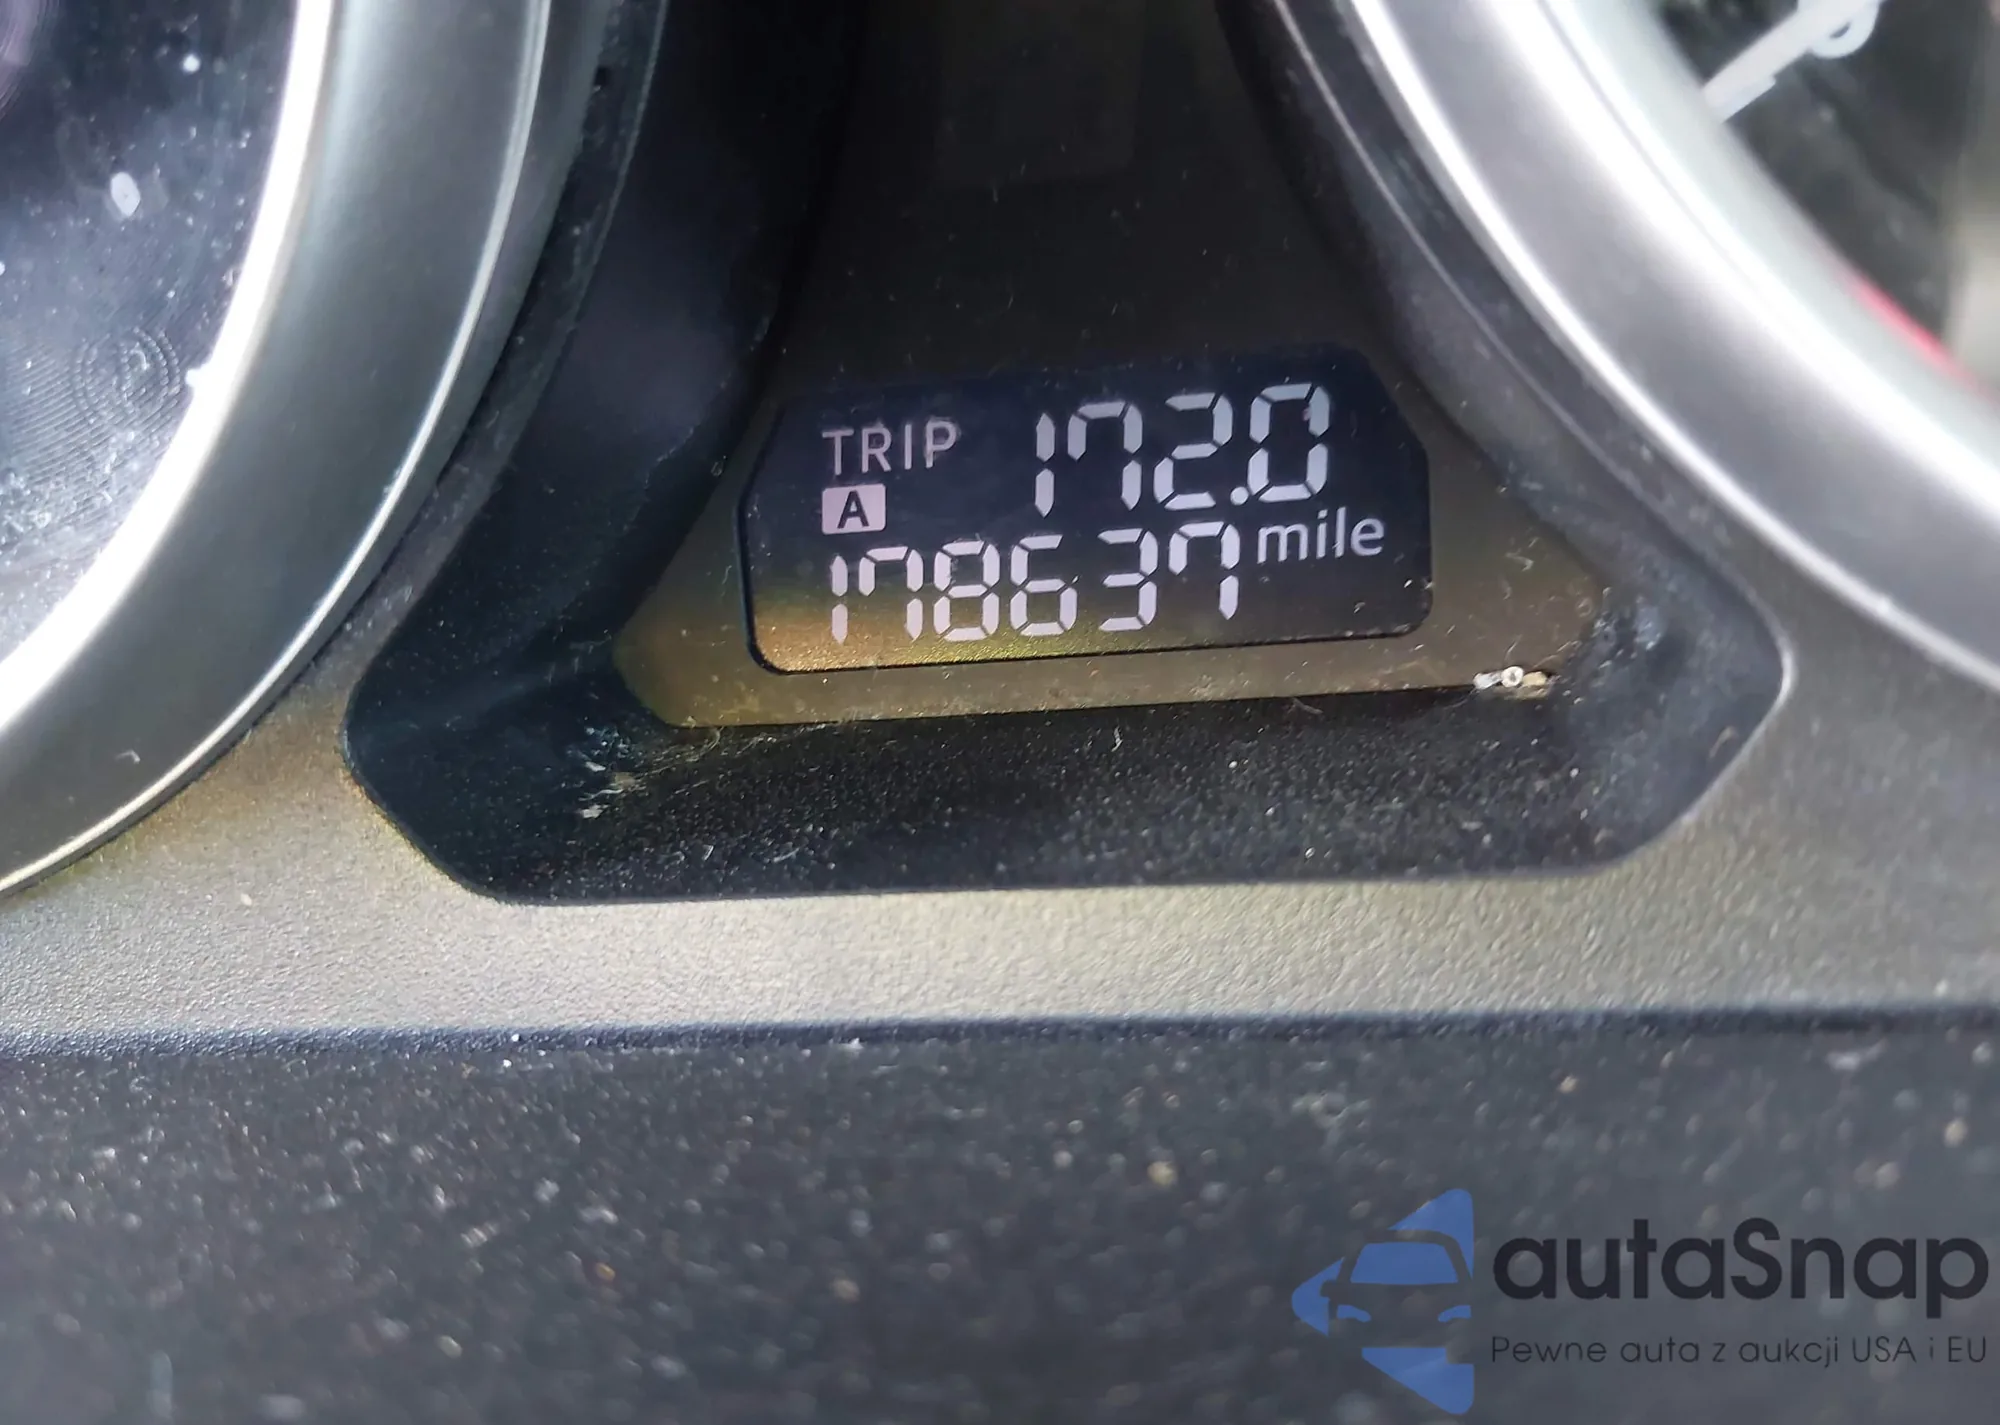 TRIP 172.0
A
178637 mile
autaSnap
Pewne auta z aukcji USA i EU